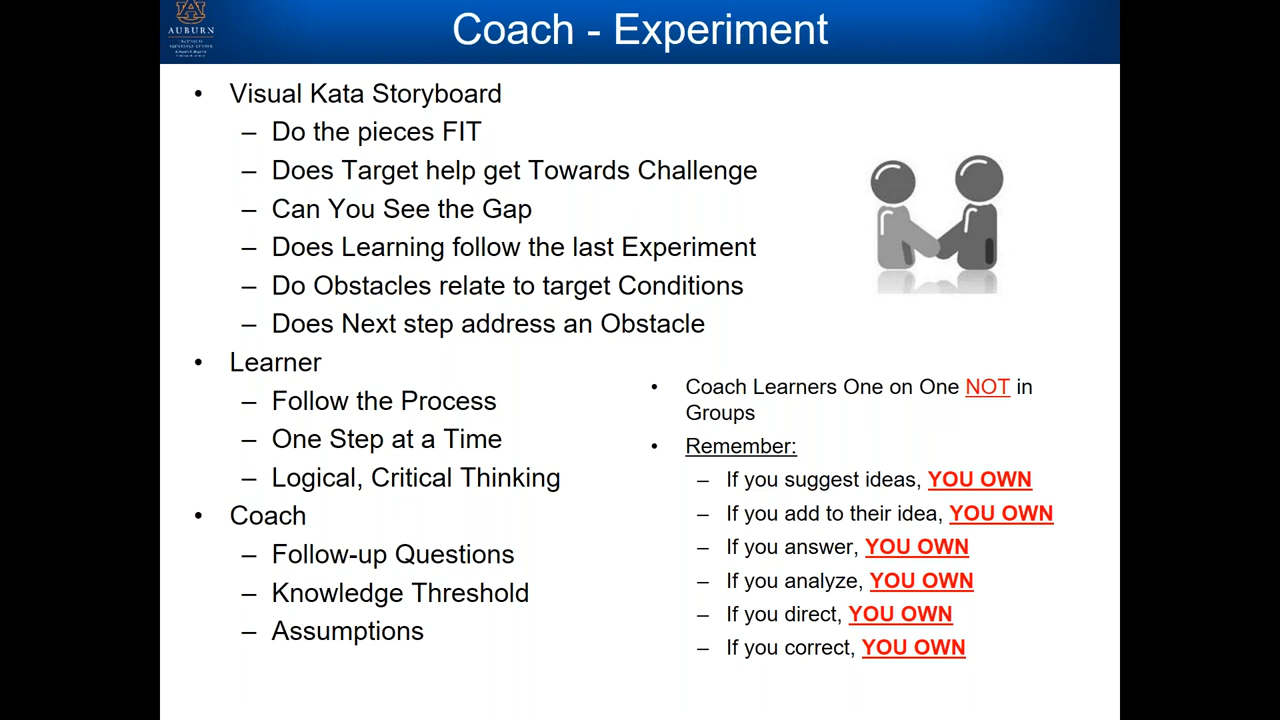 AUBURN
Coach - Experiment
• Visual Kata Storyboard
– Do the pieces FIT
– Does Target help get Towards Challenge
– Can You See the Gap
– Does Learning follow the last Experiment
– Do Obstacles relate to target Conditions
– Does Next step address an Obstacle
• Learner
– Follow the Process
– One Step at a Time
– Logical, Critical Thinking
• Coach
– Follow-up Questions
– Knowledge Threshold
– Assumptions
• Coach Learners One on One NOT in
Groups
• Remember:
– If you suggest ideas, YOU OWN
– If you add to their idea, YOU OWN
– If you answer, YOU OWN
– If you analyze, YOU OWN
– If you direct, YOU OWN
– If you correct, YOU OWN